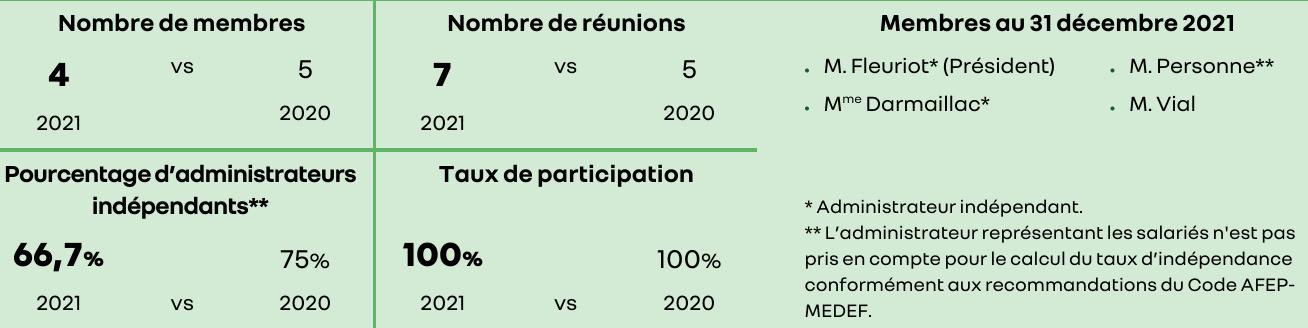 Nombre de membres
4 vs 5
2021 2020
Nombre de réunions
7 vs 5
2021 2020
Pourcentage d'administrateurs
indépendants**
66,7% 75%
2021 vs 2020
Taux de participation
100% 100%
2021 vs 2020
Membres au 31 décembre 2021
• M. Fleuriot* (Président)
• Mme Darmaillac*
• M. Personne**
• M. Vial
* Administrateur indépendant.
** L'administrateur représentant les salariés n'est pas
pris en compte pour le calcul du taux d'indépendance
conformément aux recommandations du Code AFEP-
MEDEF.